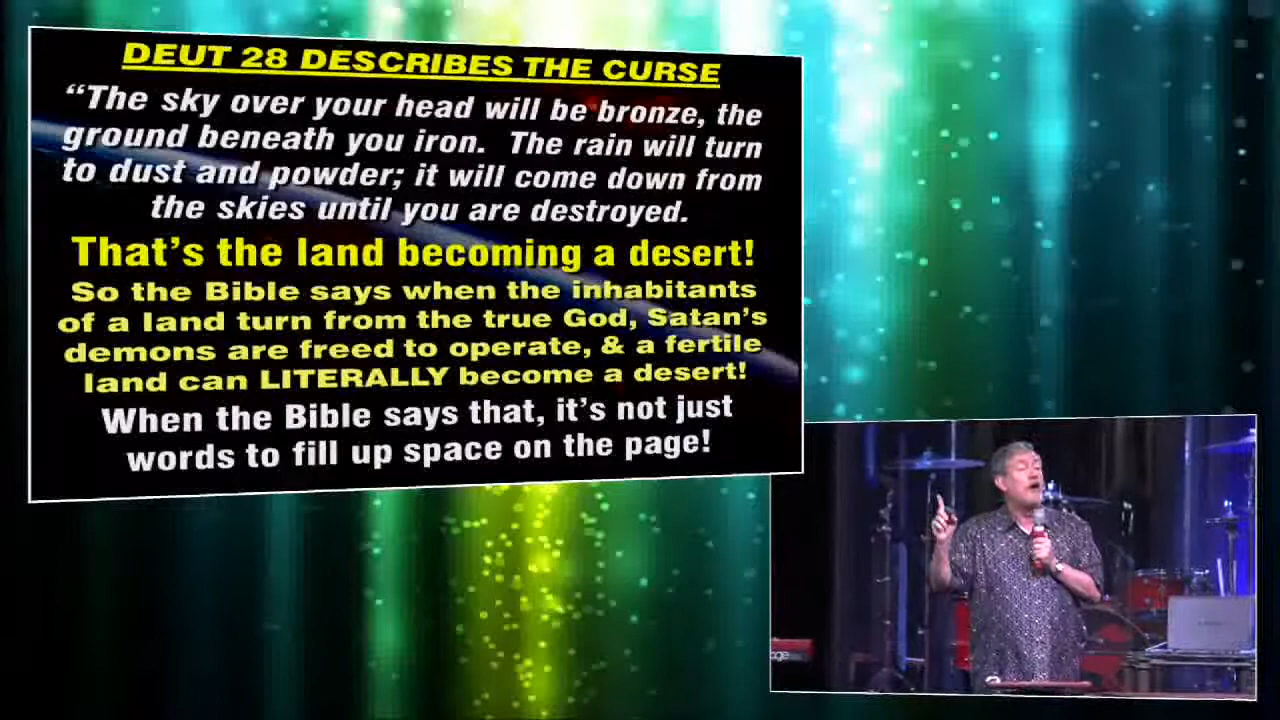 DEUT 28 DESCRIBES THE CURSE
“The sky over your head will be bronze, the
ground beneath you iron. The rain will turn
to dust and powder; it will come down from
the skies until you are destroyed.
That’s the land becoming a desert!
So the Bible says when the inhabitants
of a land turn from the true God, Satan’s
demons are freed to operate, & a fertile
land can LITERALLY become a desert!
When the Bible says that, it’s not just
words to fill up space on the page!